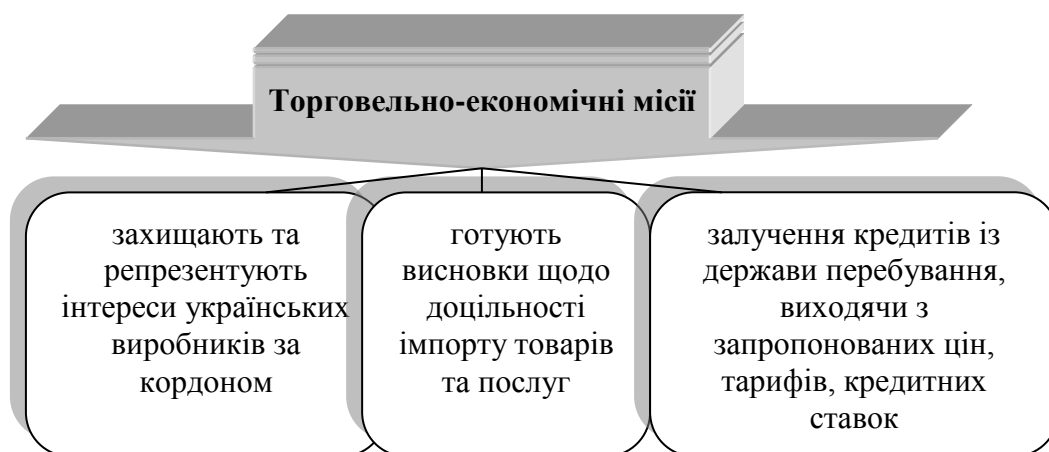 Торговельно-економічні місії
захищають та
репрезентують
інтереси українських
виробників за
кордоном
готують
висновки щодо
доцільності
імпорту товарів
та послуг
залучення кредитів із
держави перебування,
виходячи з
запропонованих цін,
тарифів, кредитних
ставок